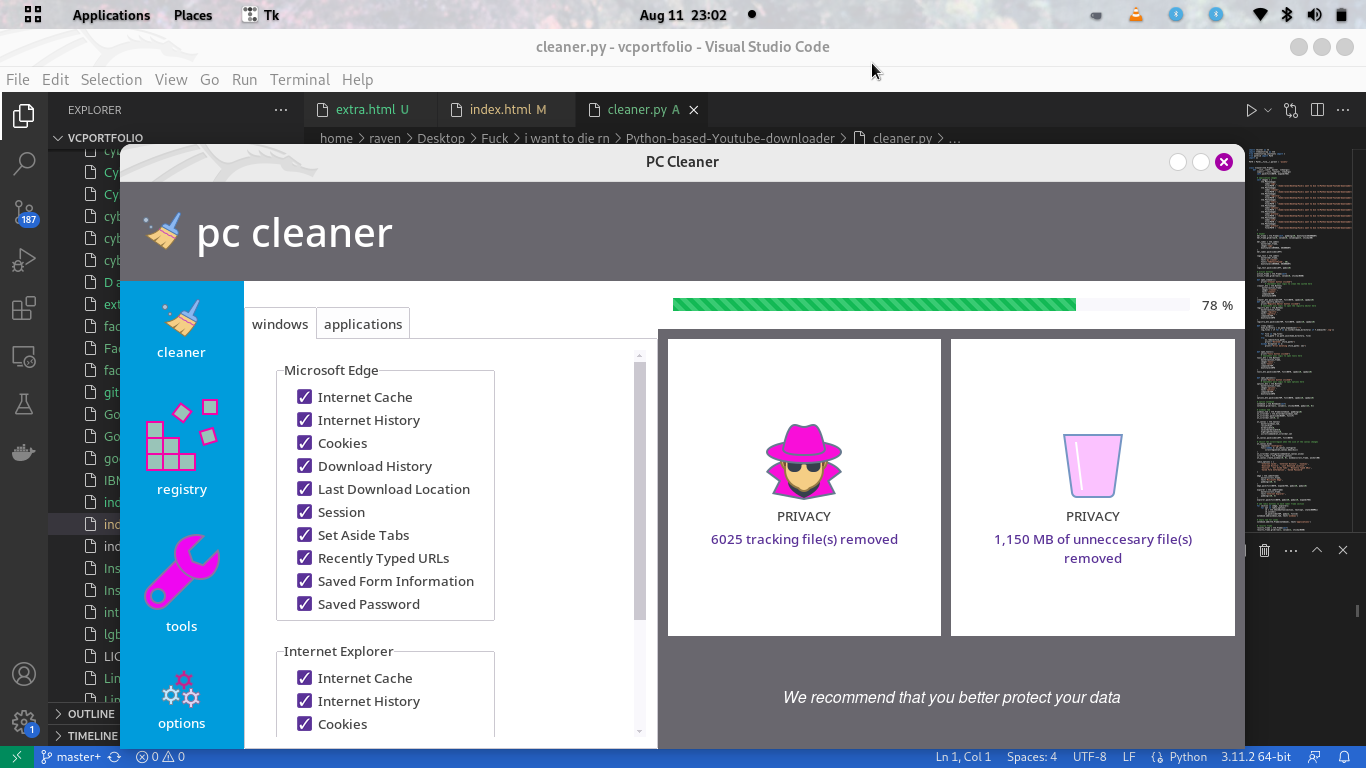 Applications Places Tk Aug 11 23:02
cleaner.py - vcportfolio - Visual Studio Code
File Edit Selection View Go Run Terminal Help
EXPLORER
extra.html U index.html M cleaner.py A
VCPORTFOLIO
home > raven > Desktop > Fuck > i want to die rn > Python-based-Youtube-downloader > cleaner.py > ...
PC Cleaner
pc cleaner
187
cleaner
registry
tools
options
windows applications
78 %
Microsoft Edge
Internet Cache
Internet History
Cookies
Download History
Last Download Location
Session
Set Aside Tabs
Recently Typed URLs
Saved Form Information
Saved Password
Internet Explorer
Internet Cache
Internet History
Cookies
PRIVACY
6025 tracking file(s) removed
PRIVACY
1,150 MB of unneccesary file(s)
removed
We recommend that you better protect your data
Cy
Cy
cyb
cyb
cyb
D a
ext
fac
Fac
fac
git
Go
Go
goo
IBM
ind
ind
ind
Ins
Ins
int
lgb
LIC
Lin
OUTLINE
TIMELINE
1
master+ 0 0 Ln 1, Col 1 Spaces: 4 UTF-8 LF Python 3.11.2 64-bit